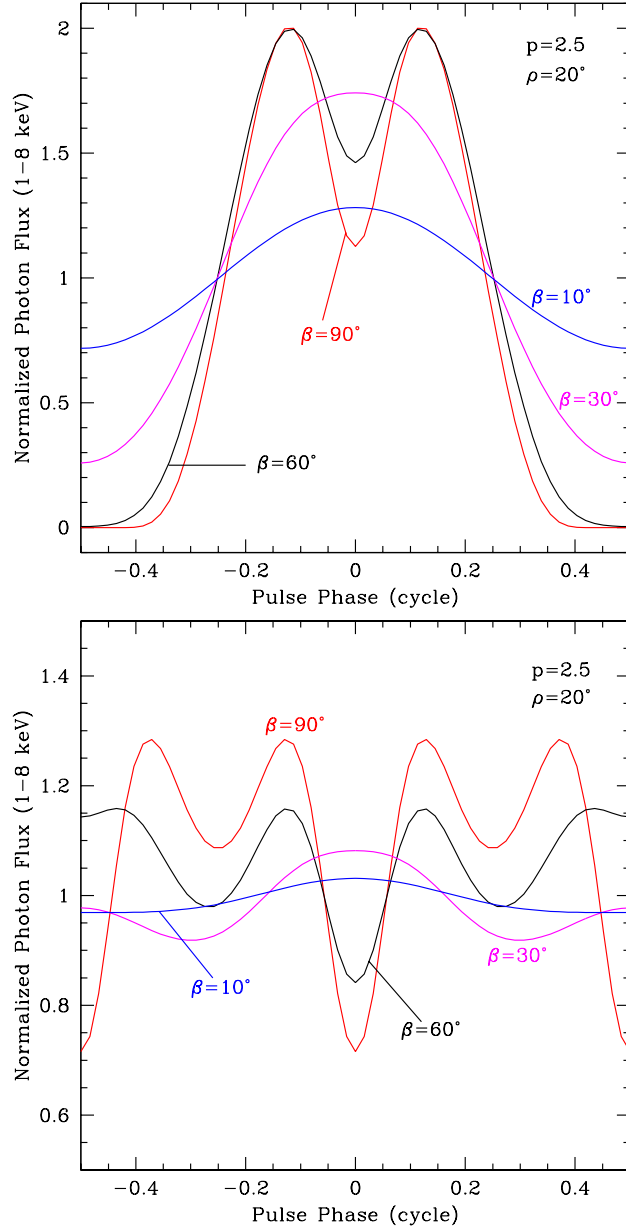 2
p=2.5
ρ=20°
1.5
Normalized Photon Flux (1−8 keV)
1
β=10°
β=90°
β=30°
0.5
β=60°
0
−0.4 −0.2 0 0.2 0.4
Pulse Phase (cycle)
1.4
p=2.5
ρ=20°
β=90°
Normalized Photon Flux (1−8 keV)
1.2
1
β=30°
β=10°
0.8
β=60°
0.6
−0.4 −0.2 0 0.2 0.4
Pulse Phase (cycle)